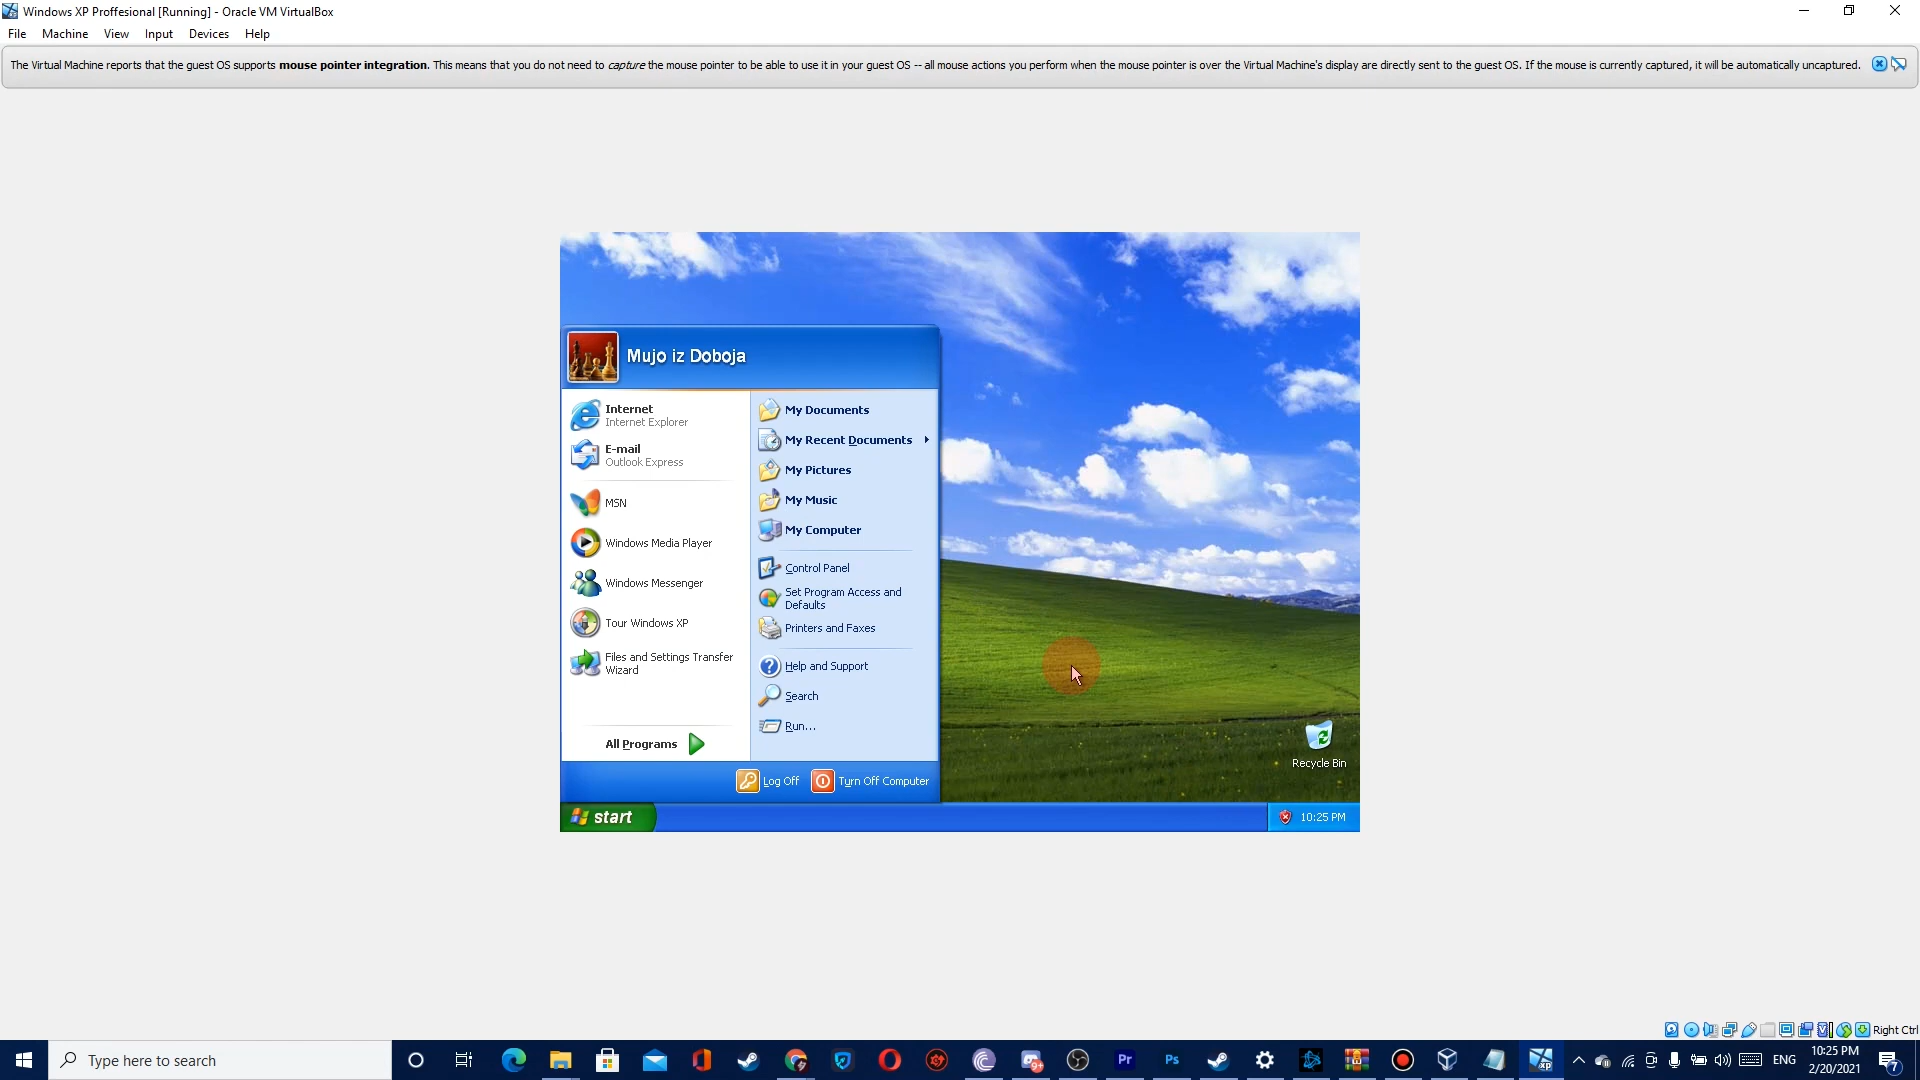 Windows XP Proffesional [Running] - Oracle VM VirtualBox
File Machine View Input Devices Help
The Virtual Machine reports that the guest OS supports mouse pointer integration. This means that you do not need to capture the mouse pointer to be able to use it in your guest OS -- all mouse actions you perform when the mouse pointer is over the Virtual Machine's display are directly sent to the guest OS. If the mouse is currently captured, it will be automatically uncaptured.
Mujo iz Doboja
Internet
Internet Explorer
E-mail
Outlook Express
MSN
Windows Media Player
Windows Messenger
Tour Windows XP
Files and Settings Transfer
Wizard
All Programs
My Documents
My Recent Documents
My Pictures
My Music
My Computer
Control Panel
Set Program Access and
Defaults
Printers and Faxes
Help and Support
Search
Run...
Log Off
Turn Off Computer
Recycle Bin
start
10:25 PM
Right Ctrl
Type here to search
Pr
Ps
xp
ENG
10:25 PM
2/20/2021
7